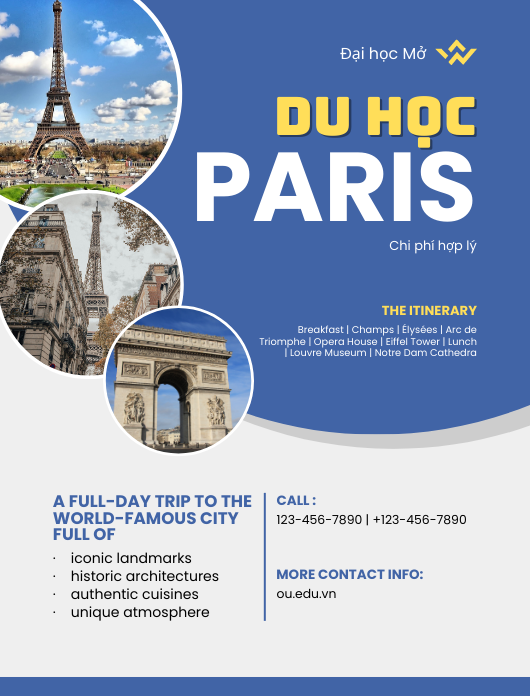 Đại học Mở
DU HỌC
PARIS
Chi phí hợp lý
THE ITINERARY
Breakfast | Champs | Élysées | Arc de
Triomphe | Opera House | Eiffel Tower | Lunch
| Louvre Museum | Notre Dam Cathedra
A FULL-DAY TRIP TO THE
WORLD-FAMOUS CITY
FULL OF
· iconic landmarks
· historic architectures
· authentic cuisines
· unique atmosphere
CALL :
123-456-7890 | +123-456-7890
MORE CONTACT INFO:
ou.edu.vn